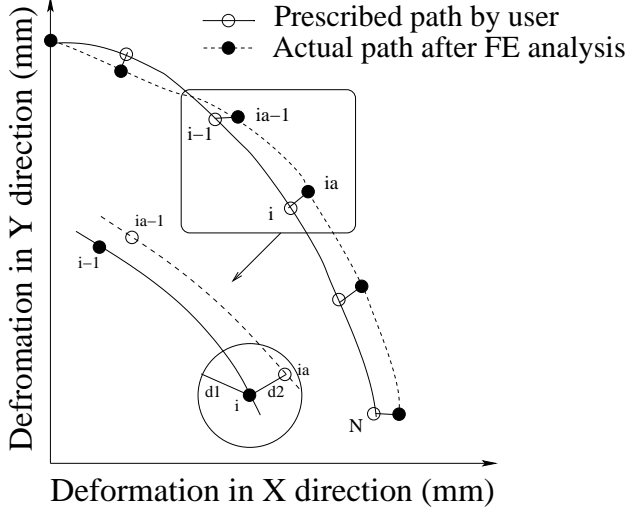 Prescribed path by user
Actual path after FE analysis
Defromation in Y direction (mm)
i−1
ia−1
ia
i
ia−1
i−1
ia
d1
d2
i
N
Deformation in X direction (mm)